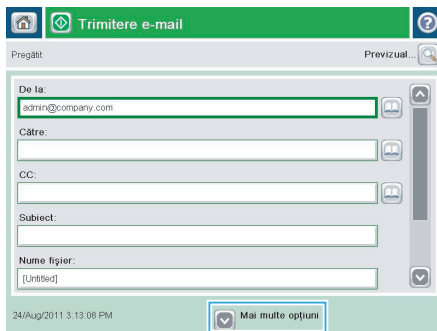 Trimitere e-mail
Pregătit
Previzual...
De la:
admin@company.com
Către:
CC:
Subiect:
Nume fişier:
[Untitled]
24/Aug/2011 3:13:08 PM
Mai multe opţiuni